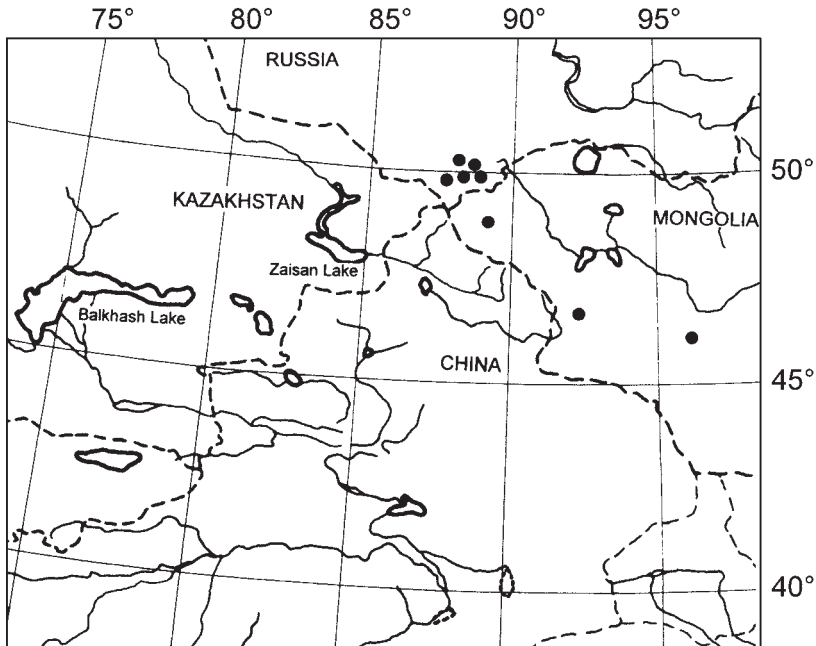 75° 80° 85° 90° 95°
RUSSIA
50°
KAZAKHSTAN
MONGOLIA
Zaisan Lake
Balkhash Lake
CHINA
45°
40°